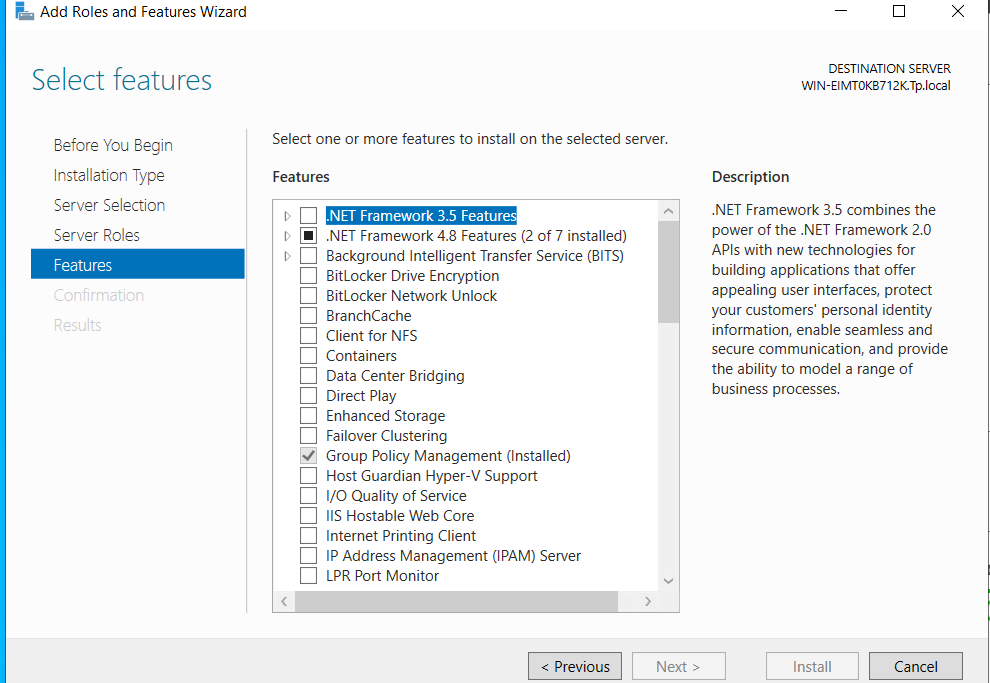 Add Roles and Features Wizard
Select features
DESTINATION SERVER
WIN-EIMT0KB712K.Tp.local
Before You Begin
Installation Type
Server Selection
Server Roles
Features
Confirmation
Results
Select one or more features to install on the selected server.
Features
.NET Framework 3.5 Features
.NET Framework 4.8 Features (2 of 7 installed)
Background Intelligent Transfer Service (BITS)
BitLocker Drive Encryption
BitLocker Network Unlock
BranchCache
Client for NFS
Containers
Data Center Bridging
Direct Play
Enhanced Storage
Failover Clustering
Group Policy Management (Installed)
Host Guardian Hyper-V Support
I/O Quality of Service
IIS Hostable Web Core
Internet Printing Client
IP Address Management (IPAM) Server
LPR Port Monitor
Description
.NET Framework 3.5 combines the
power of the .NET Framework 2.0
APIs with new technologies for
building applications that offer
appealing user interfaces, protect
your customers' personal identity
information, enable seamless and
secure communication, and provide
the ability to model a range of
business processes.
< Previous
Next >
Install
Cancel